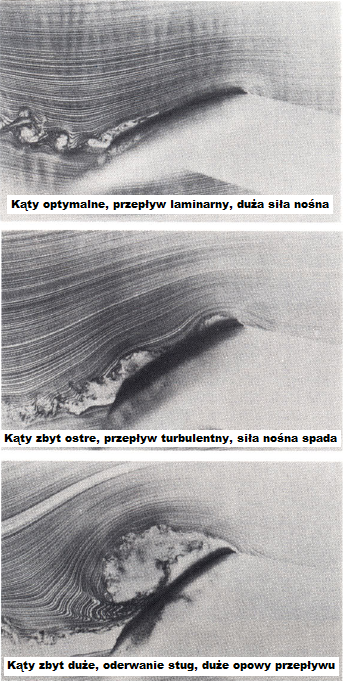 Kąty optymalne, przepływ laminarny, duża siła nośna
Kąty zbyt ostre, przepływ turbulentny, siła nośna spada
Kąty zbyt duże, oderwanie stug, duże opowy przepływu